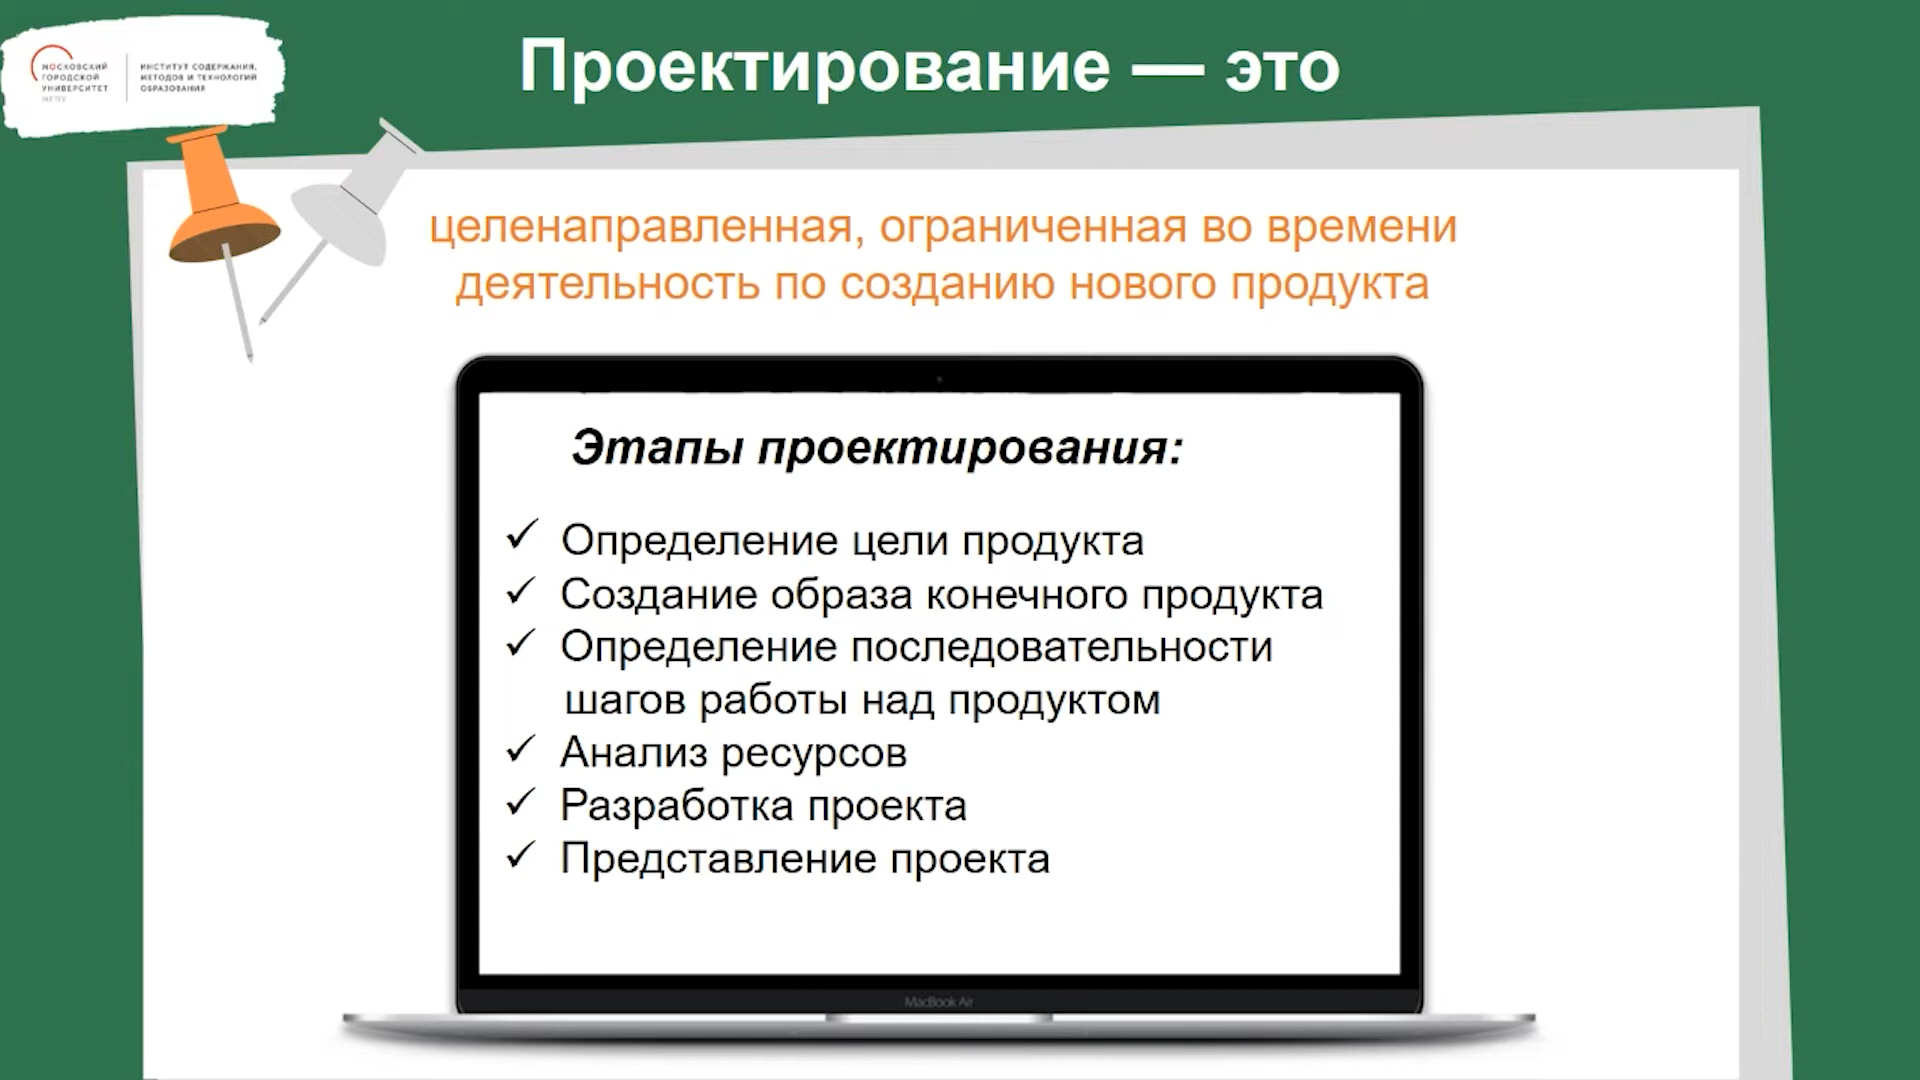 МОСКОВСКИЙ
ГОРОДСКОЙ
УНИВЕРСИТЕТ
МГПУ
ИНСТИТУТ СОДЕРЖАНИЯ,
МЕТОДОВ И ТЕХНОЛОГИЙ
ОБРАЗОВАНИЯ
Проектирование — это
целенаправленная, ограниченная во времени
деятельность по созданию нового продукта
Этапы проектирования:
✓ Определение цели продукта
✓ Создание образа конечного продукта
✓ Определение последовательности
шагов работы над продуктом
✓ Анализ ресурсов
✓ Разработка проекта
✓ Представление проекта
MacBook Air